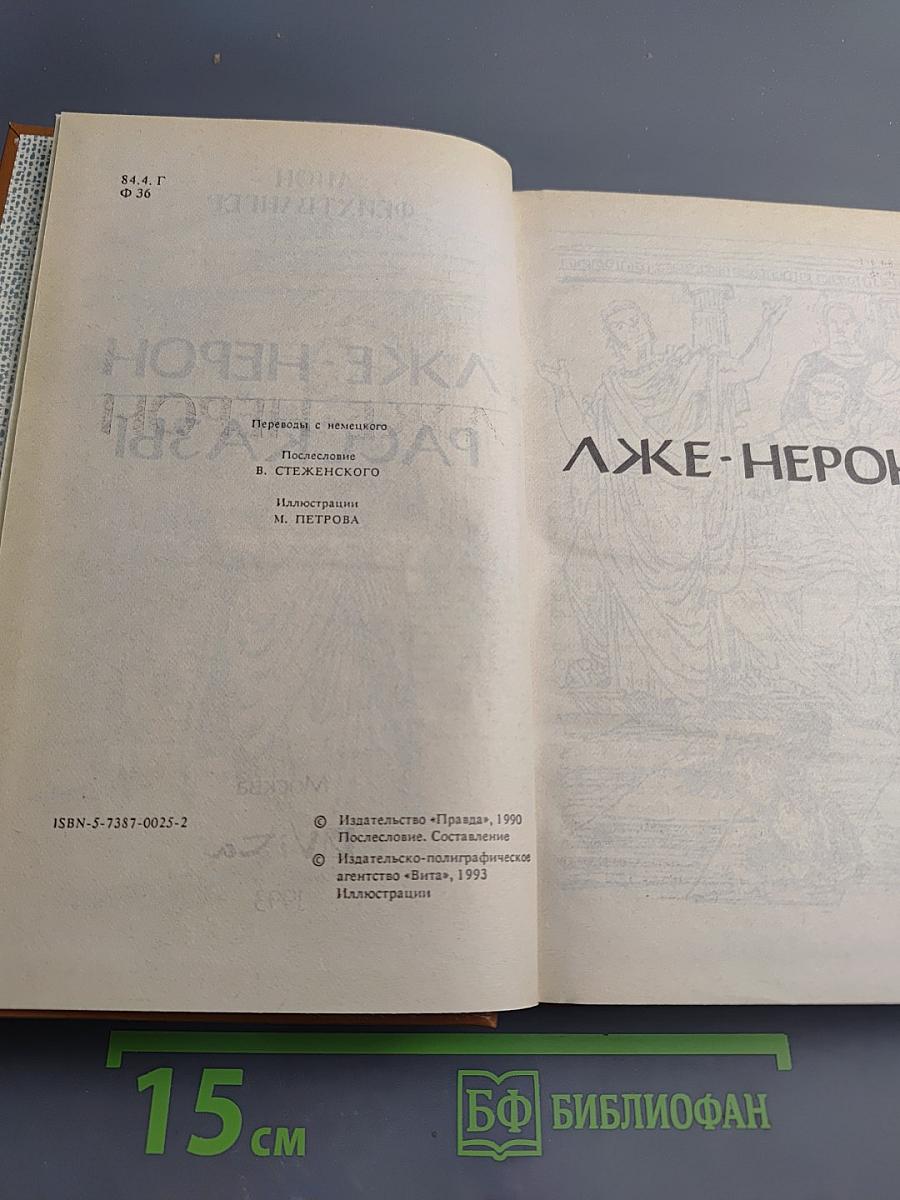 84.4. Г
Ф 36
Переводы с немецкого
Послесловие
В. СТЕЖЕНСКОГО
Иллюстрации
М. ПЕТРОВА
ISBN-5-7387-0025-2
© Издательство «Правда», 1990
Послесловие. Составление
© Издательско-полиграфическое
агентство «Вита», 1993
Иллюстрации
ЛЖЕ-НЕРОН
15 см
БФ БИБЛИОФАН